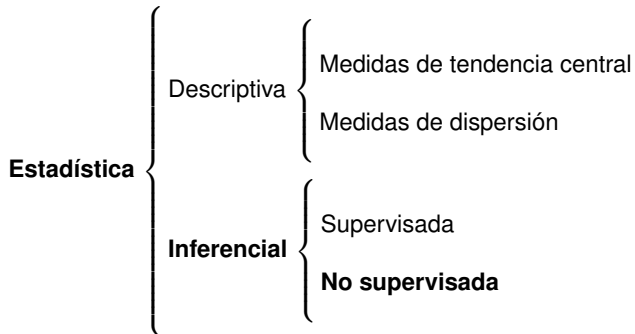 Estadística
Descriptiva
Medidas de tendencia central
Medidas de dispersión
Inferencial
Supervisada
No supervisada